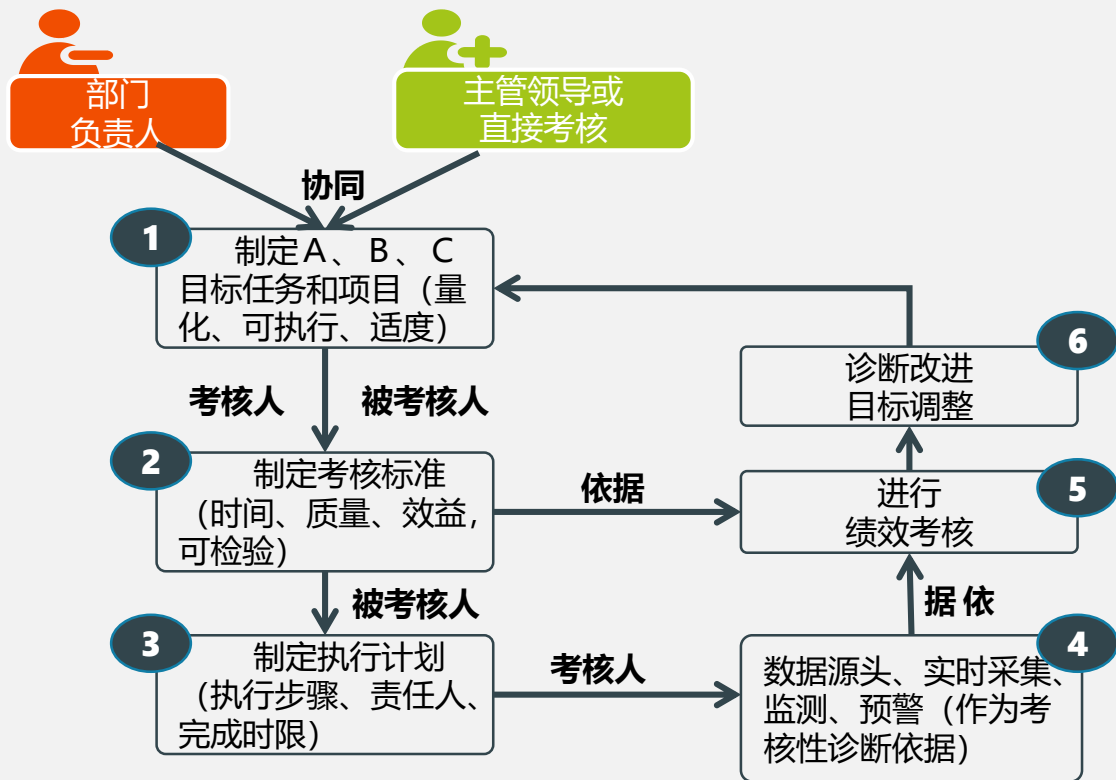 部门
负责人
主管领导或
直接考核
协同
1
制定A、B、C
目标任务和项目（量
化、可执行、适度）
考核人
被考核人
2
制定考核标准
（时间、质量、效益，
可检验）
依据
被考核人
3
制定执行计划
（执行步骤、责任人、
完成时限）
考核人
4
数据源头、实时采集、
监测、预警（作为考
核性诊断依据）
据 依
5
进行
绩效考核
6
诊断改进
目标调整